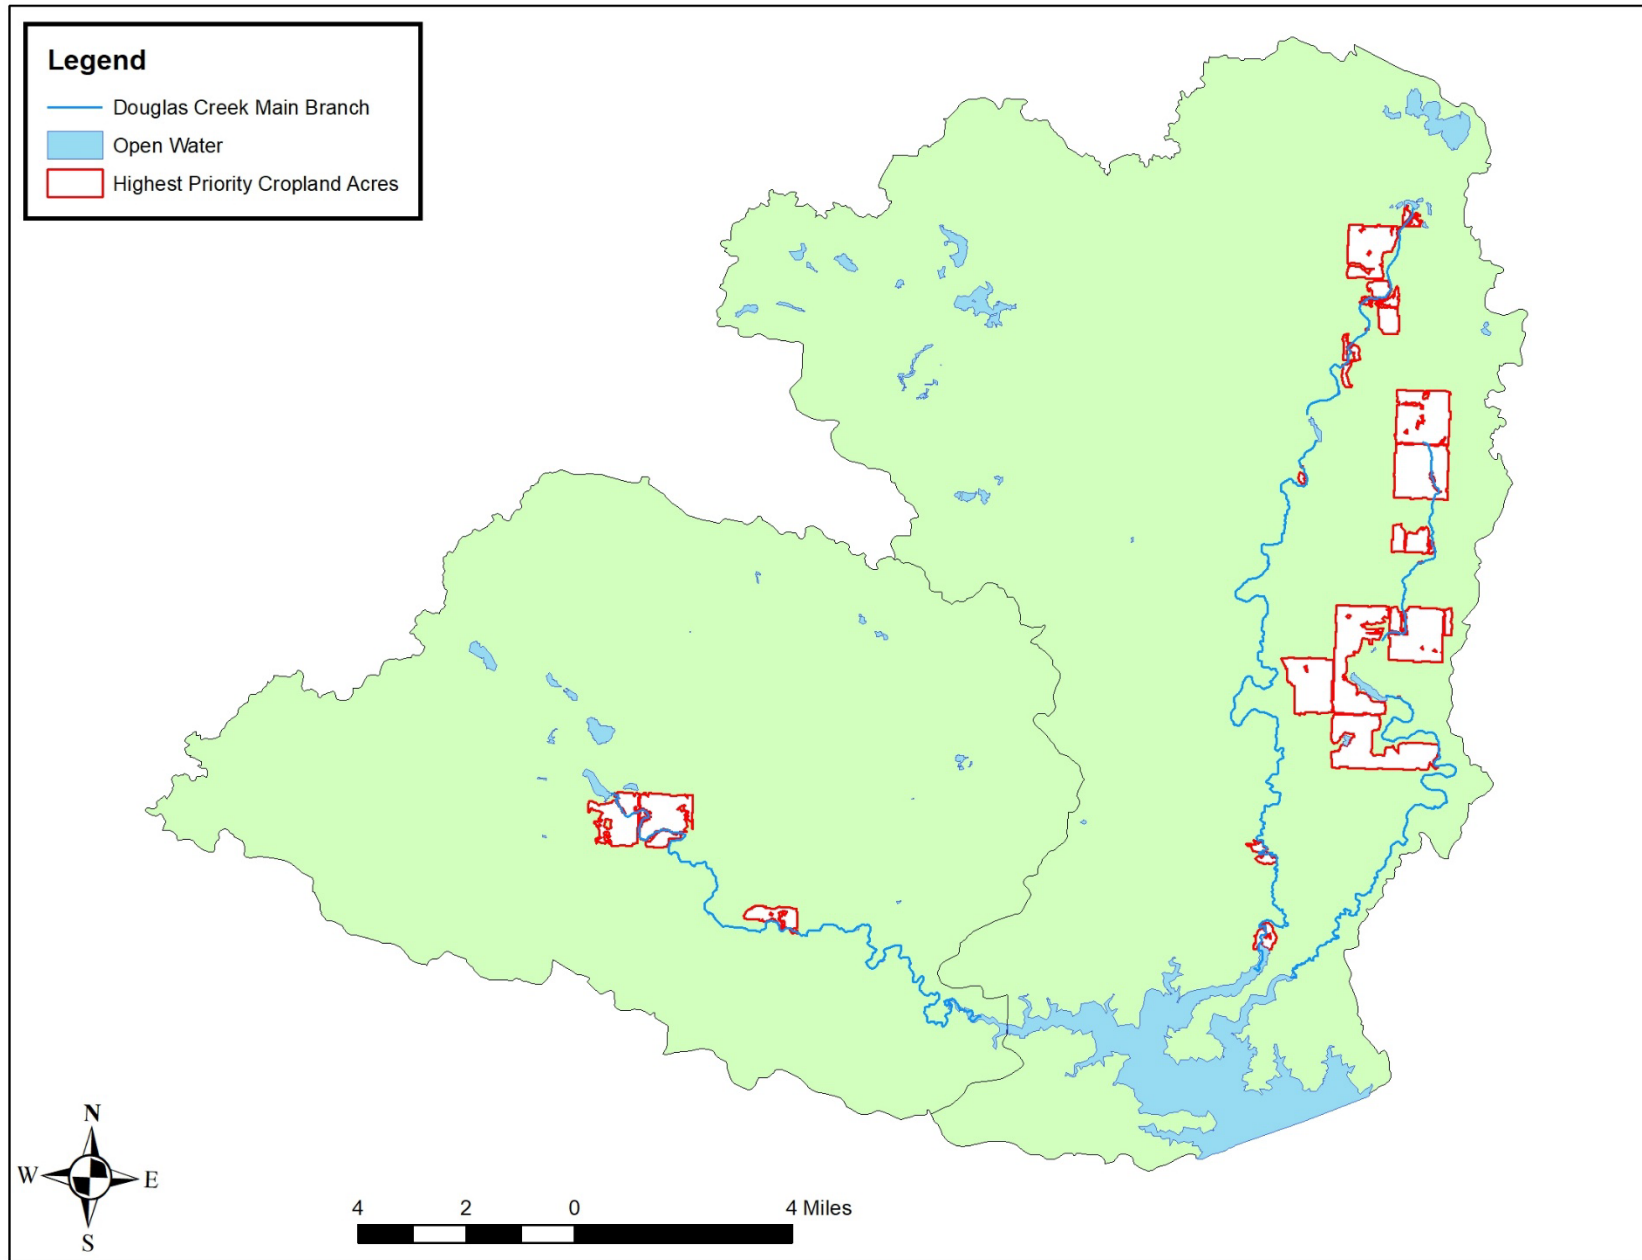 Legend
Douglas Creek Main Branch
Open Water
Highest Priority Cropland Acres
N
W E
S
4 2 0 4 Miles